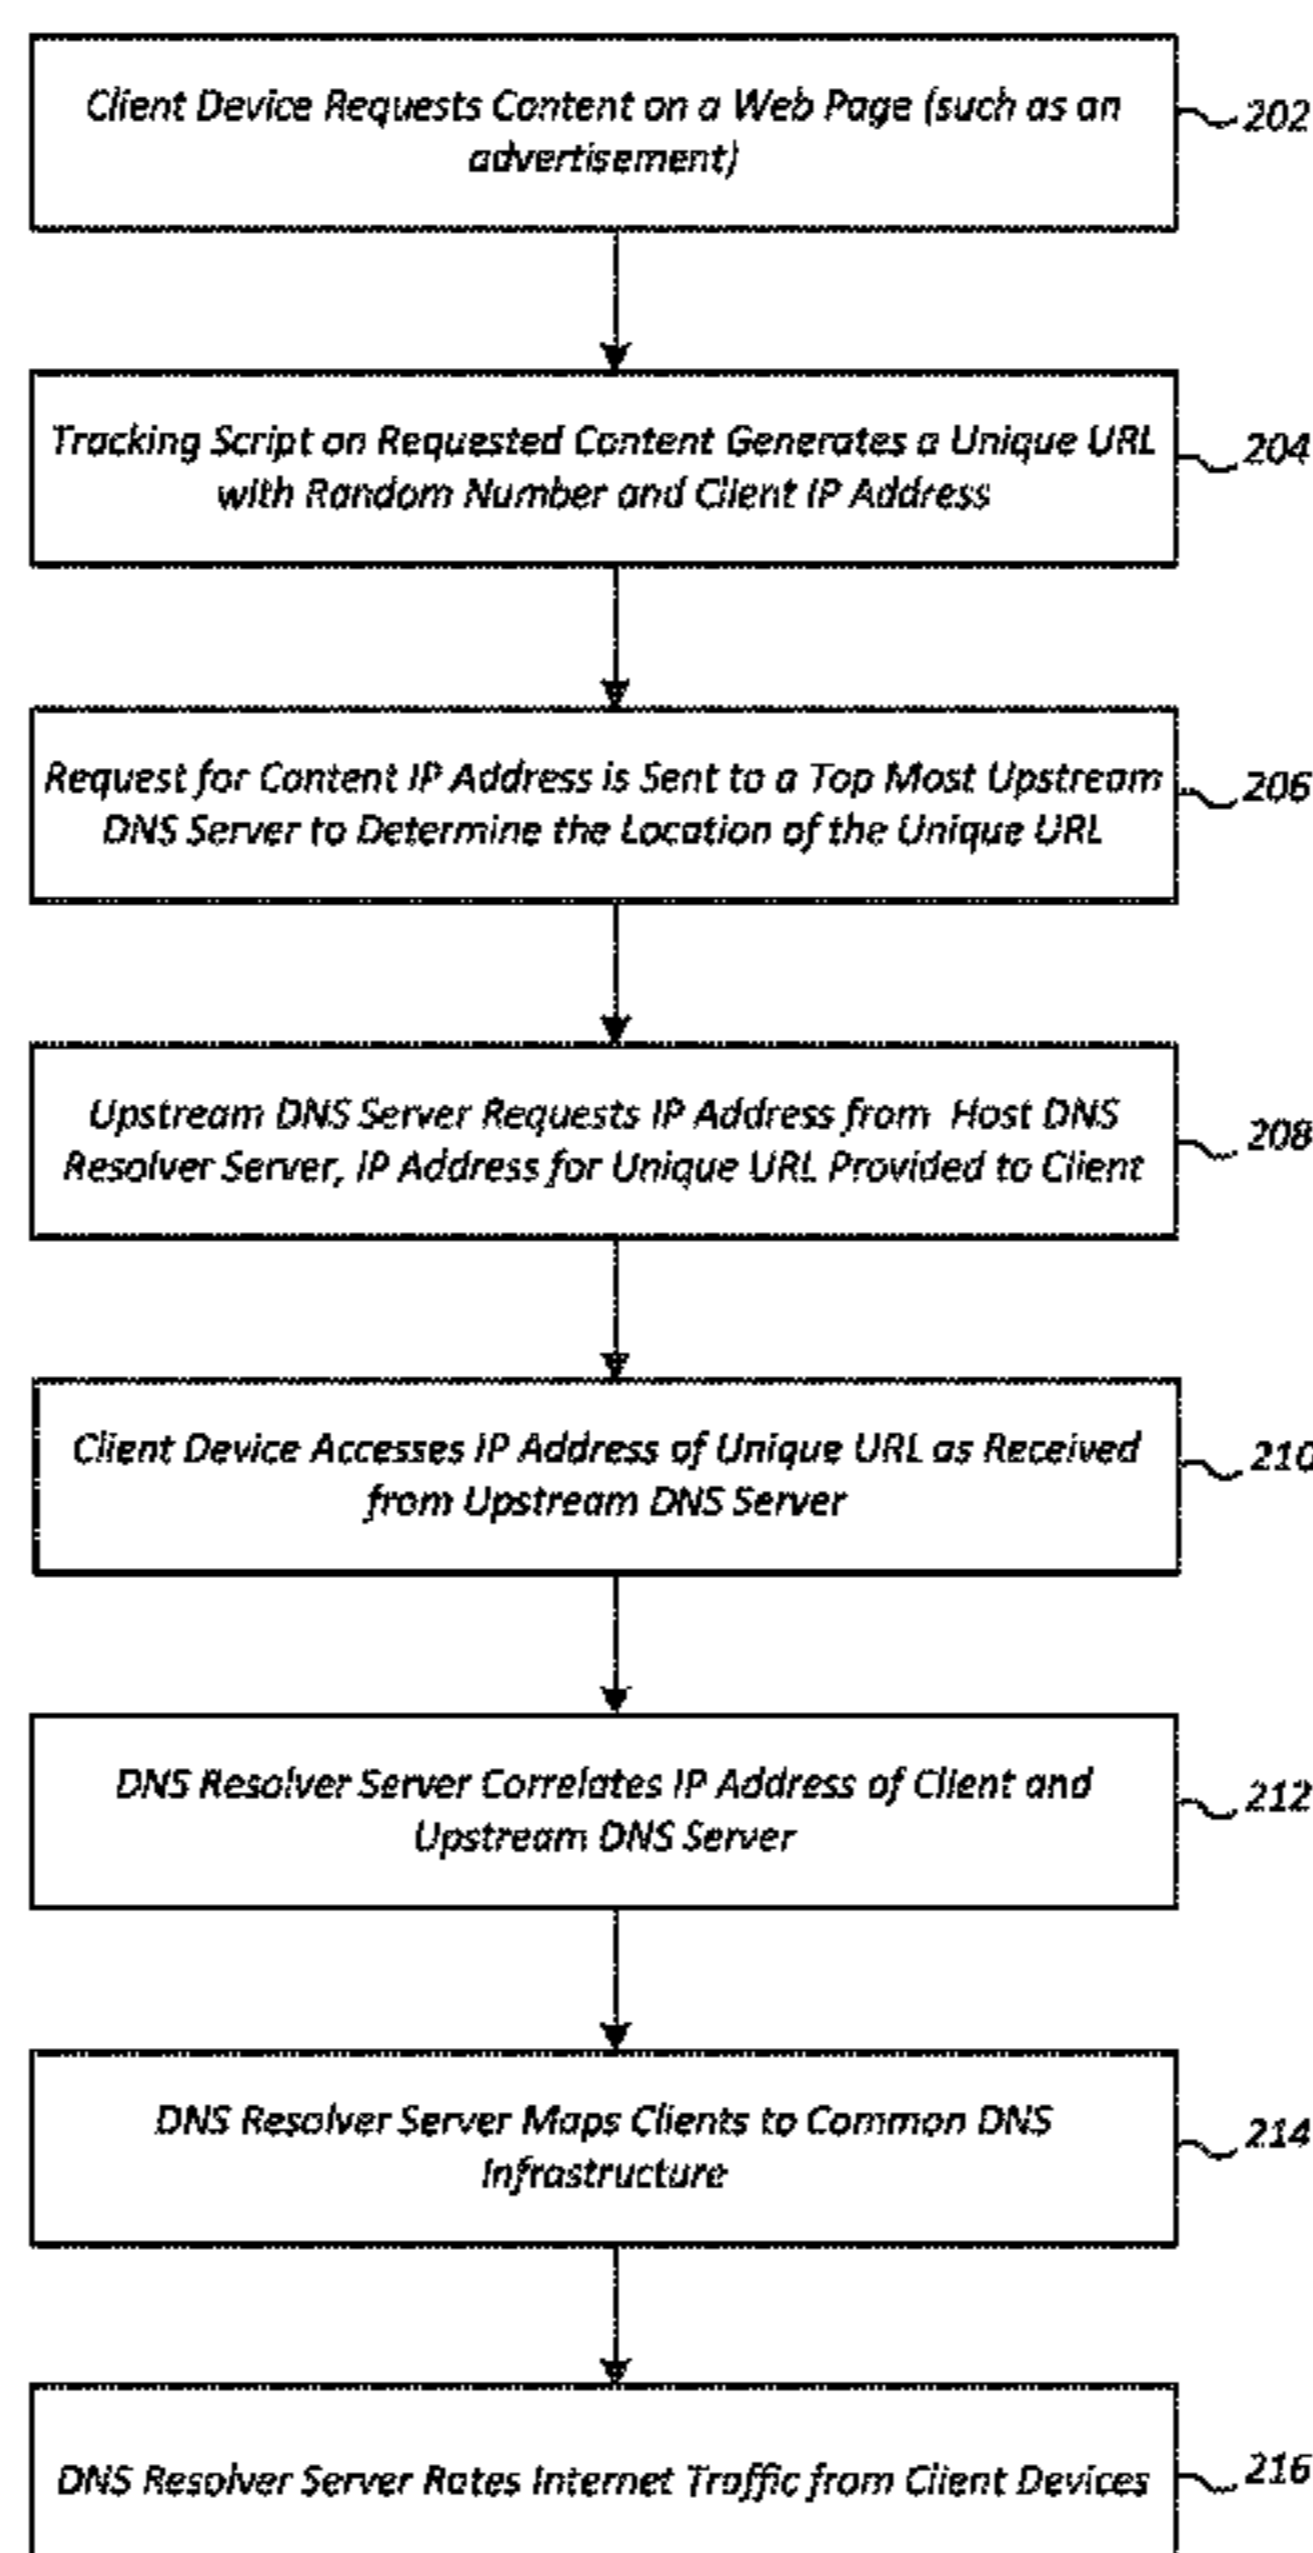 Client Device Requests Content on a Web Page (such as an
advertisement)
202
Tracking Script on Requested Content Generates a Unique URL
with Random Number and Client IP Address
204
Request for Content IP Address is Sent to a Top Most Upstream
DNS Server to Determine the Location of the Unique URL
206
Upstream DNS Server Requests IP Address from Host DNS
Resolver Server, IP Address for Unique URL Provided to Client
208
Client Device Accesses IP Address of Unique URL as Received
from Upstream DNS Server
210
DNS Resolver Server Correlates IP Address of Client and
Upstream DNS Server
212
DNS Resolver Server Maps Clients to Common DNS
Infrastructure
214
DNS Resolver Server Rates Internet Traffic from Client Devices
216